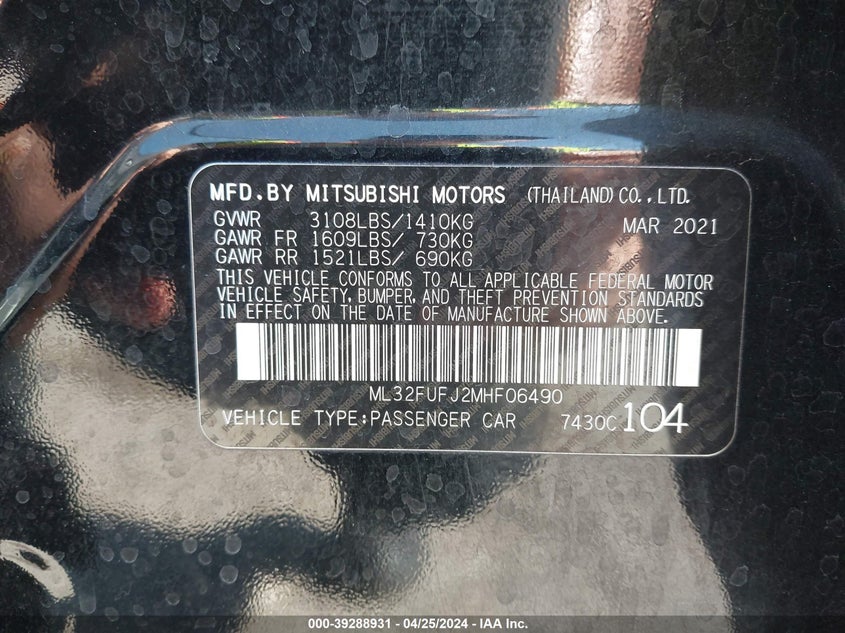 MFD.BY MITSUBISHI MOTORS (THAILAND)CO.,LTD.
GVWR 3108LBS/1410KG MAR 2021
GAWR FR 1609LBS/ 730KG
GAWR RR 1521LBS/ 690KG
THIS VEHICLE CONFORMS TO ALL APPLICABLE FEDERAL MOTOR
VEHICLE SAFETY, BUMPER, AND THEFT PREVENTION STANDARDS
IN EFFECT ON THE DATE OF MANUFACTURE SHOWN ABOVE.
ML32FUFJ2MHF06490
VEHICLE TYPE:PASSENGER CAR 7430C 104
000-39288931 - 04/25/2024 - IAA Inc.